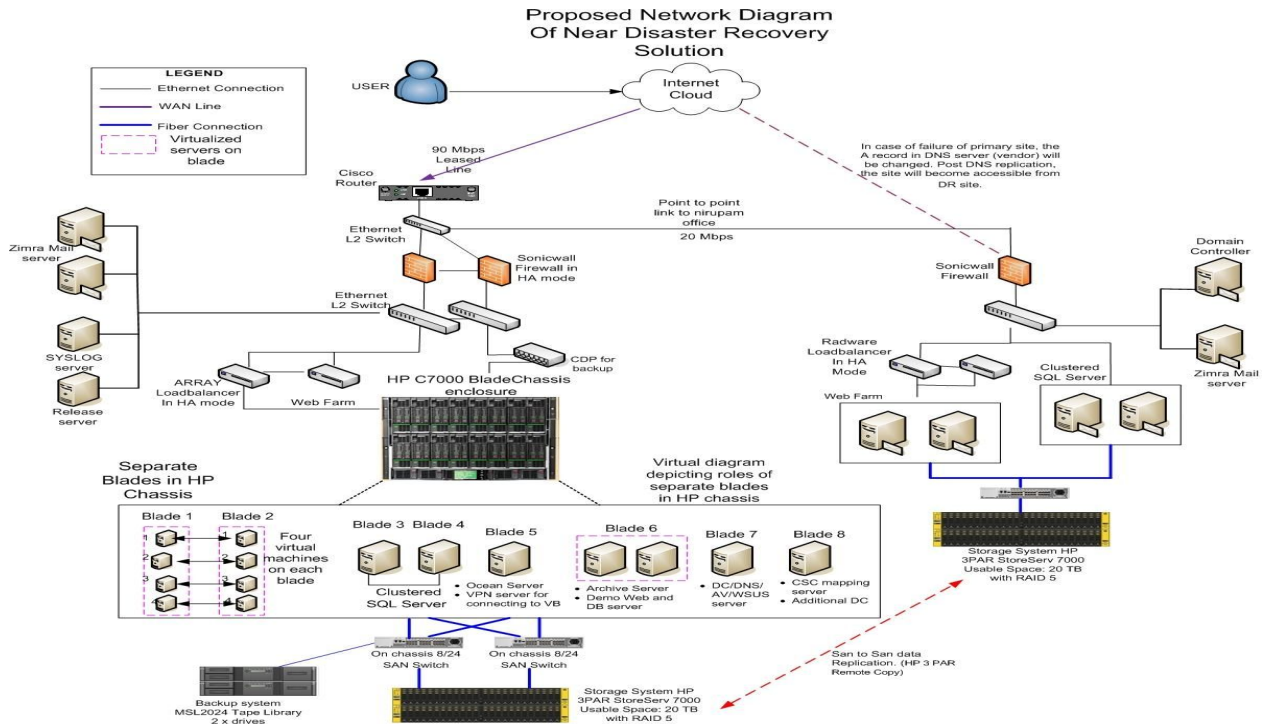 Proposed Network Diagram
Of Near Disaster Recovery
Solution
LEGEND
Ethernet Connection
WAN Line
Fiber Connection
Virtualized
servers on
blade
USER
Internet
Cloud
90 Mbps
Leased
Line
Cisco
Router
In case of failure of primary site, the
A record in DNS server (vendor) will
be changed. Post DNS replication,
the site will become accessible from
DR site.
Point to point
link to nirupam
office
20 Mbps
Ethernet
L2 Switch
Sonicwall
Firewall in
HA mode
Ethernet
L2 Switch
Zimra Mail
server
SYSLOG
server
Release
server
ARRAY
Loadbalancer
In HA mode
Web Farm
CDP for
backup
HP C7000 BladeChassis
enclosure
Sonicwall
Firewall
Domain
Controller
Zimra Mail
server
Radware
Loadbalancer
In HA
Mode
Clustered
SQL Server
Web Farm
Separate
Blades in HP
Chassis
Virtual diagram
depicting roles of
separate blades
in HP chassis
Blade 1
Blade 2
1
1
2
2
3
3
4
4
Four
virtual
machines
on each
blade
Blade 3
Blade 4
Clustered
SQL Server
Blade 5
• Ocean Server
• VPN server for
connecting to VB
Blade 6
• Archive Server
• Demo Web and
DB server
Blade 7
• DC/DNS/
AV/WSUS
server
Blade 8
• CSC mapping
server
• Additional DC
Storage System HP
3PAR StoreServ 7000
Usable Space: 20 TB
with RAID 5
On chassis 8/24
SAN Switch
On chassis 8/24
SAN Switch
San to San data
Replication. (HP 3 PAR
Remote Copy)
Backup system
MSL2024 Tape Library
2 x drives
Storage System HP
3PAR StoreServ 7000
Usable Space: 20 TB
with RAID 5